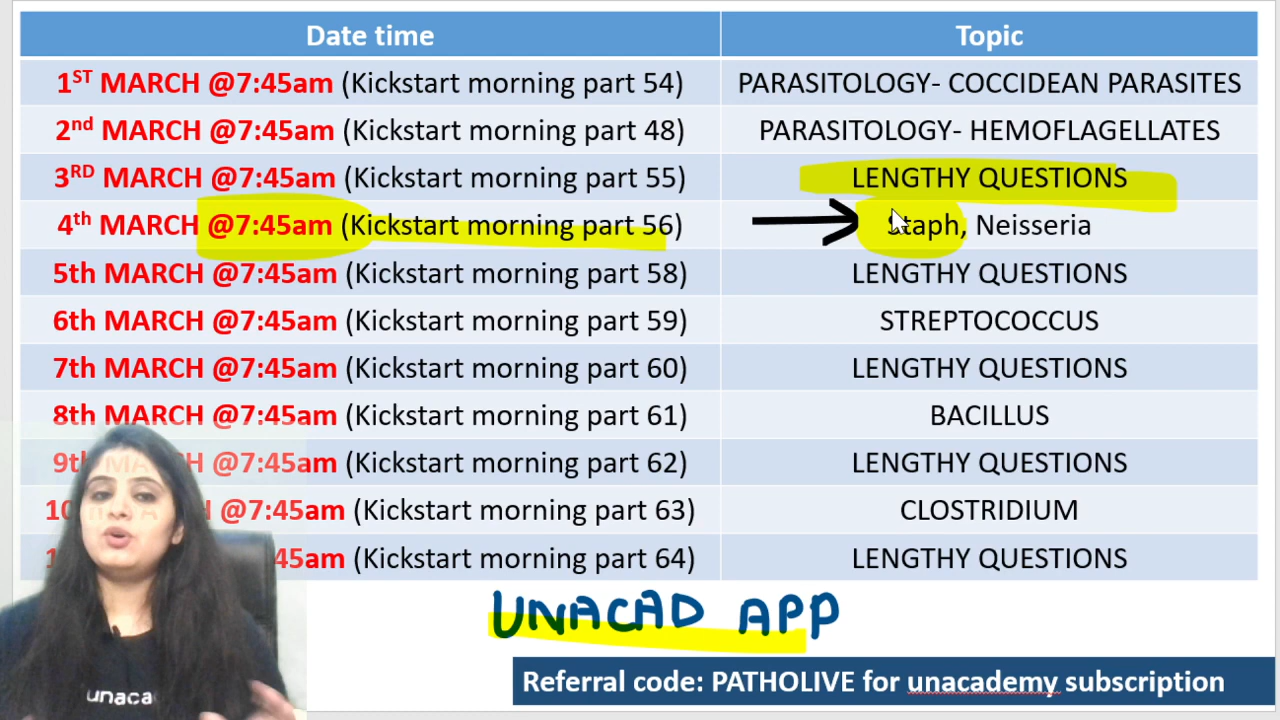 Date time Topic
1ST MARCH @7:45am (Kickstart morning part 54) PARASITOLOGY- COCCIDEAN PARASITES
2nd MARCH @7:45am (Kickstart morning part 48) PARASITOLOGY- HEMOFLAGELLATES
3RD MARCH @7:45am (Kickstart morning part 55) LENGTHY QUESTIONS
4th MARCH @7:45am (Kickstart morning part 56) Staph, Neisseria
5th MARCH @7:45am (Kickstart morning part 58) LENGTHY QUESTIONS
6th MARCH @7:45am (Kickstart morning part 59) STREPTOCOCCUS
7th MARCH @7:45am (Kickstart morning part 60) LENGTHY QUESTIONS
8th MARCH @7:45am (Kickstart morning part 61) BACILLUS
9th MARCH @7:45am (Kickstart morning part 62) LENGTHY QUESTIONS
10 @7:45am (Kickstart morning part 63) CLOSTRIDIUM
45am (Kickstart morning part 64) LENGTHY QUESTIONS
UNACAD APP
Referral code: PATHOLIVE for unacademy subscription
unaca